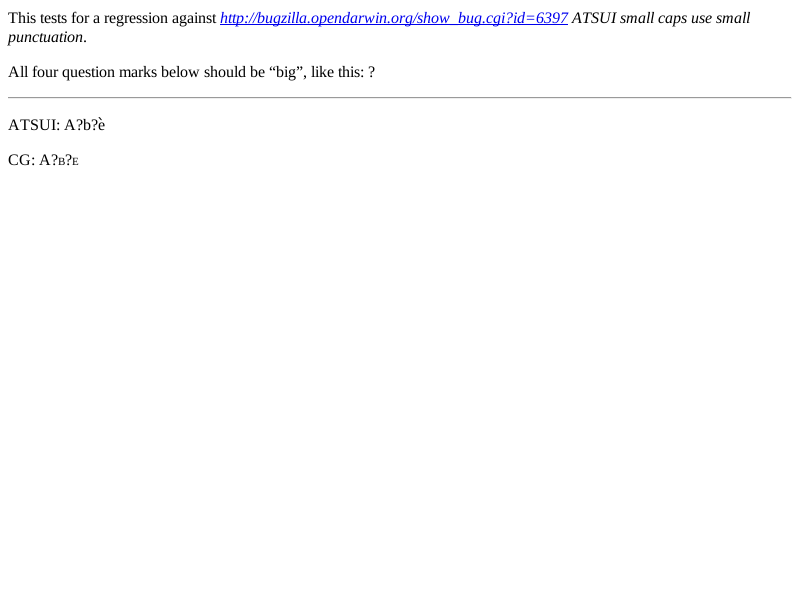 This tests for a regression against http://bugzilla.opendarwin.org/show_bug.cgi?id=6397 ATSUI small caps use small
punctuation.
All four question marks below should be “big”, like this: ?
ATSUI: A?b?è
CG: A?ʙ?ᴇ